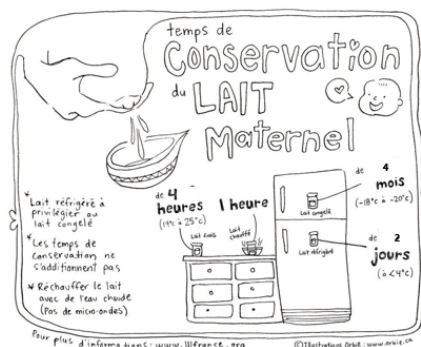 temps de
Conservation
du LAIT
Maternel
* Lait réfrigéré à
privilégier au
lait congelé
* Les temps de
conservation ne
s'additionnent pas
* Réchauffer le lait
avec de l'eau chaude
(Pas de micro-ondes)
de 4
heures
(19% à 25°c)
Lait frais
1 heure
Lait
chauffé
Lait congelé
de 4
mois
(-18°c à -20°c)
Lait réfrigéré
de 2
jours
(à <4°c)
Pour plus d'informations: www.lllfrance.org
©Illustrations Orbie: www.orbie.ca